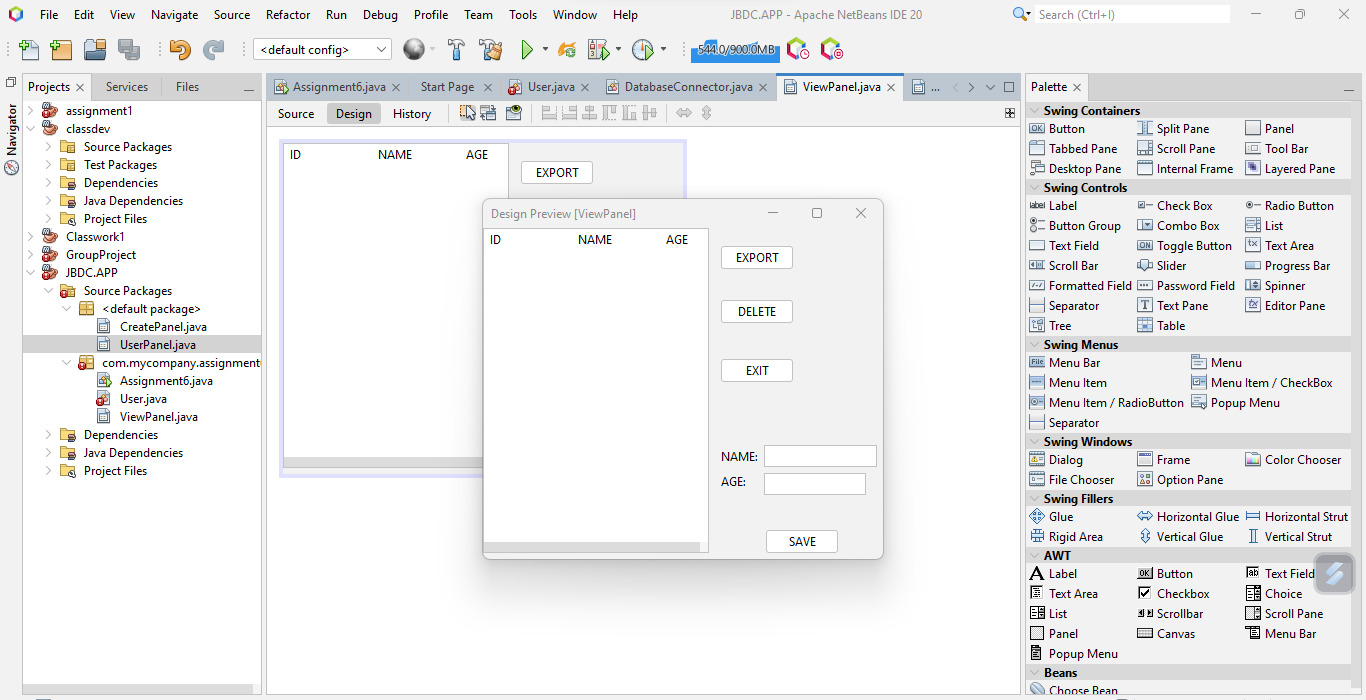 File Edit View Navigate Source Refactor Run Debug Profile Team Tools Window Help JBDC.APP - Apache NetBeans IDE 20 Search (Ctrl+I)
<default config> 544.0/900.0MB
Projects Services Files
Navigator
assignment1
classdev
Source Packages
Test Packages
Dependencies
Java Dependencies
Project Files
Classwork1
GroupProject
JBDC.APP
Source Packages
<default package>
CreatePanel.java
UserPanel.java
com.mycompany.assignment
Assignment6.java
User.java
ViewPanel.java
Dependencies
Java Dependencies
Project Files
Assignment6.java Start Page User.java DatabaseConnector.java ViewPanel.java ...
Source Design History
ID NAME AGE
EXPORT
Design Preview [ViewPanel]
ID NAME AGE
EXPORT
DELETE
EXIT
NAME:
AGE:
SAVE
Palette
Swing Containers
Button Split Pane Panel
Tabbed Pane Scroll Pane Tool Bar
Desktop Pane Internal Frame Layered Pane
Swing Controls
Label Check Box Radio Button
Button Group Combo Box List
Text Field Toggle Button Text Area
Scroll Bar Slider Progress Bar
Formatted Field Password Field Spinner
Separator Text Pane Editor Pane
Tree Table
Swing Menus
Menu Bar Menu
Menu Item Menu Item / CheckBox
Menu Item / RadioButton Popup Menu
Separator
Swing Windows
Dialog Frame Color Chooser
File Chooser Option Pane
Swing Fillers
Glue Horizontal Glue Horizontal Strut
Rigid Area Vertical Glue Vertical Strut
AWT
Label Button Text Field
Text Area Checkbox Choice
List Scrollbar Scroll Pane
Panel Canvas Menu Bar
Popup Menu
Beans
Choose Bean